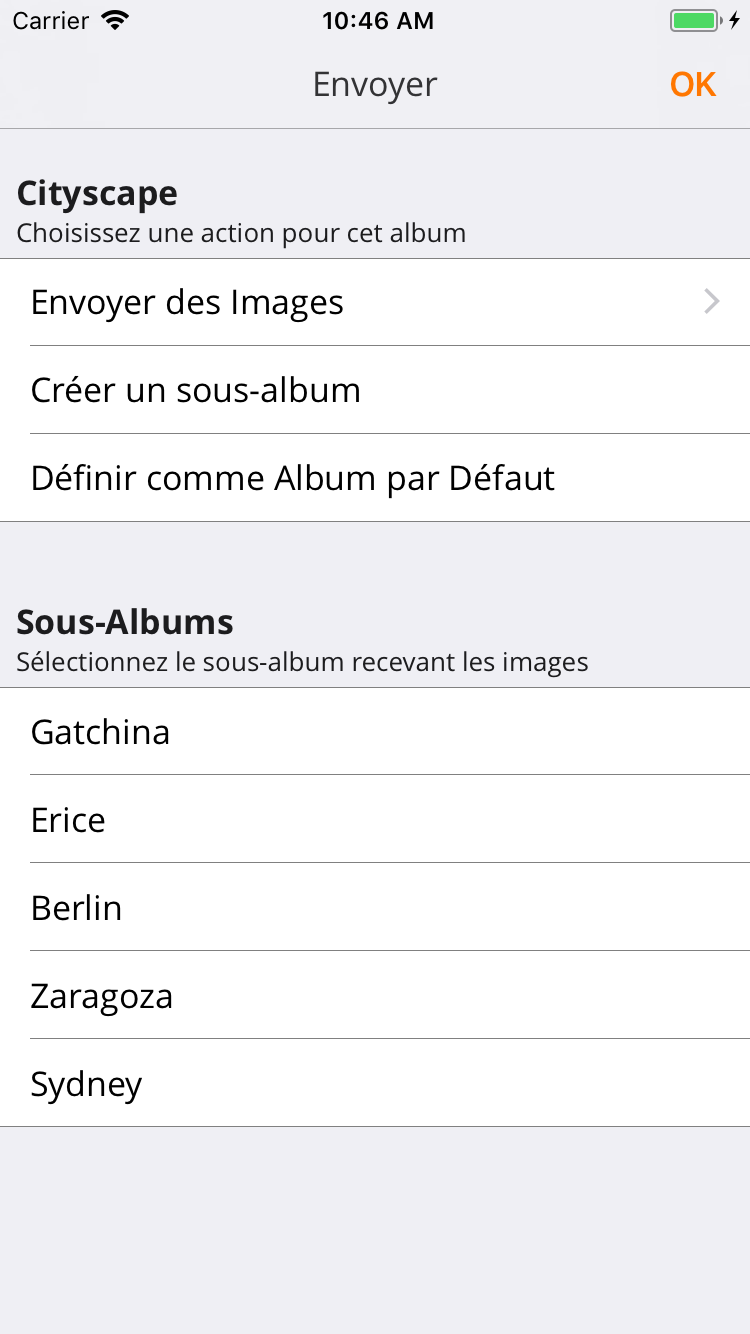 Carrier 10:46 AM
Envoyer OK
Cityscape
Choisissez une action pour cet album
Envoyer des Images
Créer un sous-album
Définir comme Album par Défaut
Sous-Albums
Sélectionnez le sous-album recevant les images
Gatchina
Erice
Berlin
Zaragoza
Sydney